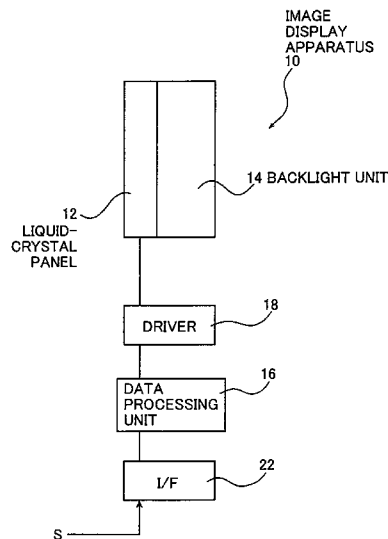 IMAGE
DISPLAY
APPARATUS
10
14 BACKLIGHT UNIT
12
LIQUID-
CRYSTAL
PANEL
18
DRIVER
16
DATA
PROCESSING
UNIT
22
I/F
S